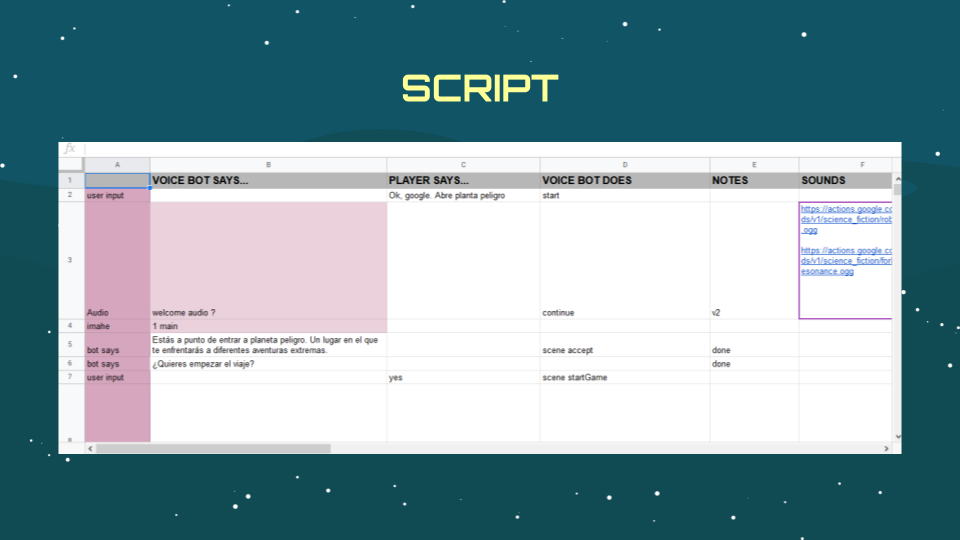 SCRIPT
fx
A B C D E F
1 VOICE BOT SAYS... PLAYER SAYS... VOICE BOT DOES NOTES SOUNDS
2 user input Ok, google. Abre planta peligro start
https://actions.google.cc
ds/v1/science_fiction/rob
.ogg
https://actions.google.cc
ds/v1/science_fiction/for
esonance.ogg
3
Audio welcome audio ? continue v2
4 imahe 1 main
Estás a punto de entrar a planeta peligro. Un lugar en el que
5 bot says te enfrentarás a diferentes aventuras extremas. scene accept done
6 bot says ¿Quieres empezar el viaje? done
7 user input yes scene startGame
8